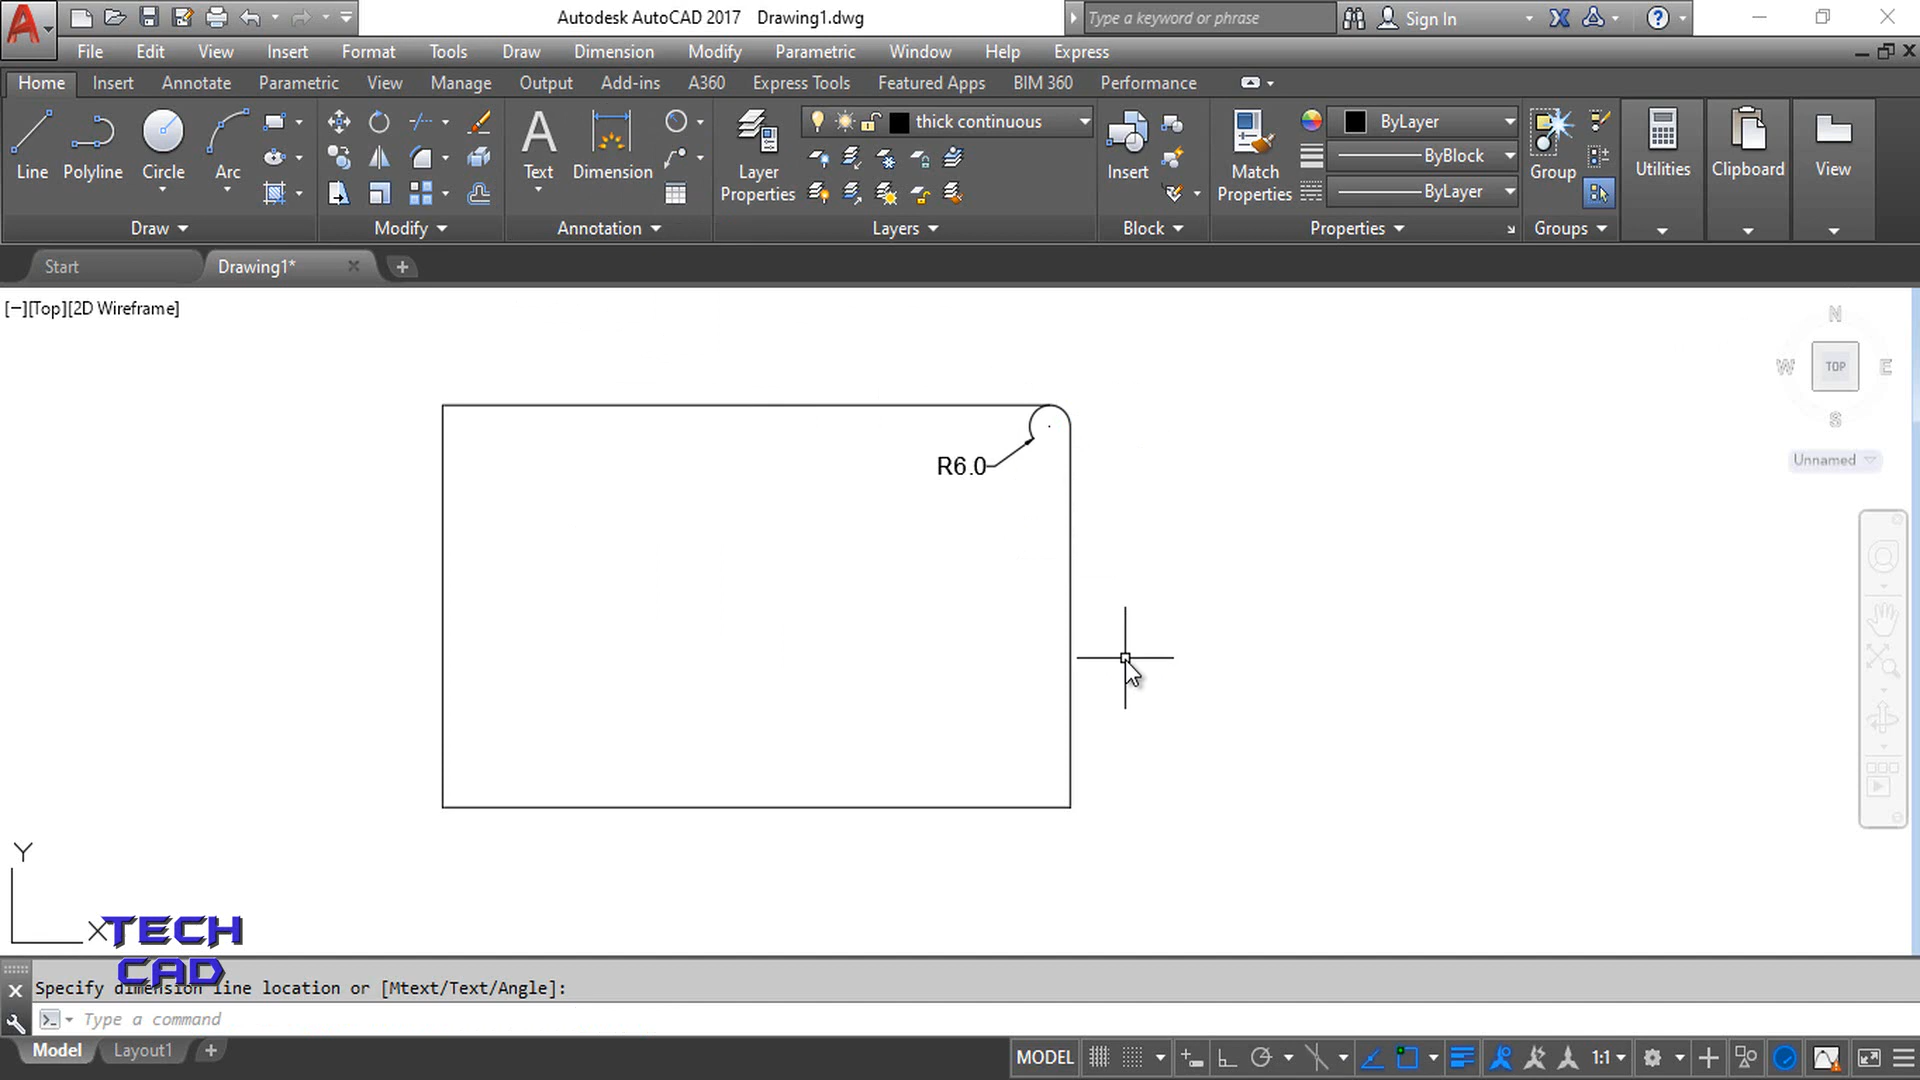 Autodesk AutoCAD 2017 Drawing1.dwg
Type a keyword or phrase
Sign In
File Edit View Insert Format Tools Draw Dimension Modify Parametric Window Help Express
Home Insert Annotate Parametric View Manage Output Add-ins A360 Express Tools Featured Apps BIM 360 Performance
Line Polyline Circle Arc
Text Dimension
Layer Properties
thick continuous
Insert
Match Properties
ByLayer
ByBlock
ByLayer
Group
Utilities Clipboard View
Draw Modify Annotation Layers Block Properties Groups
Start Drawing1*
[−][Top][2D Wireframe]
N
W TOP E
S
Unnamed
R6.0
Y
X
TECH
CAD
Specify dimension line location or [Mtext/Text/Angle]:
Type a command
Model Layout1
MODEL 1:1